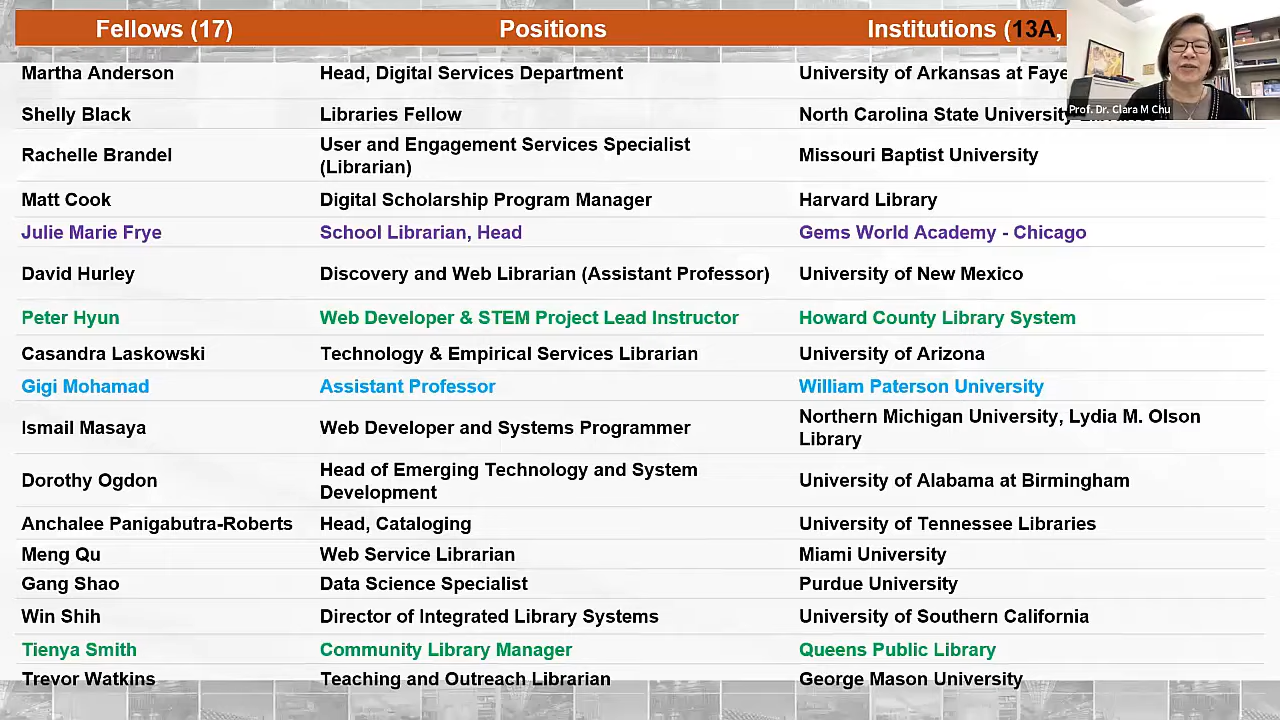 Fellows (17) Positions Institutions (13A,
Prof. Dr. Clara M Chu
Martha Anderson Head, Digital Services Department University of Arkansas at Faye
Shelly Black Libraries Fellow North Carolina State University
Rachelle Brandel User and Engagement Services Specialist (Librarian) Missouri Baptist University
Matt Cook Digital Scholarship Program Manager Harvard Library
Julie Marie Frye School Librarian, Head Gems World Academy - Chicago
David Hurley Discovery and Web Librarian (Assistant Professor) University of New Mexico
Peter Hyun Web Developer & STEM Project Lead Instructor Howard County Library System
Casandra Laskowski Technology & Empirical Services Librarian University of Arizona
Gigi Mohamad Assistant Professor William Paterson University
Ismail Masaya Web Developer and Systems Programmer Northern Michigan University, Lydia M. Olson Library
Dorothy Ogdon Head of Emerging Technology and System Development University of Alabama at Birmingham
Anchalee Panigabutra-Roberts Head, Cataloging University of Tennessee Libraries
Meng Qu Web Service Librarian Miami University
Gang Shao Data Science Specialist Purdue University
Win Shih Director of Integrated Library Systems University of Southern California
Tienya Smith Community Library Manager Queens Public Library
Trevor Watkins Teaching and Outreach Librarian George Mason University